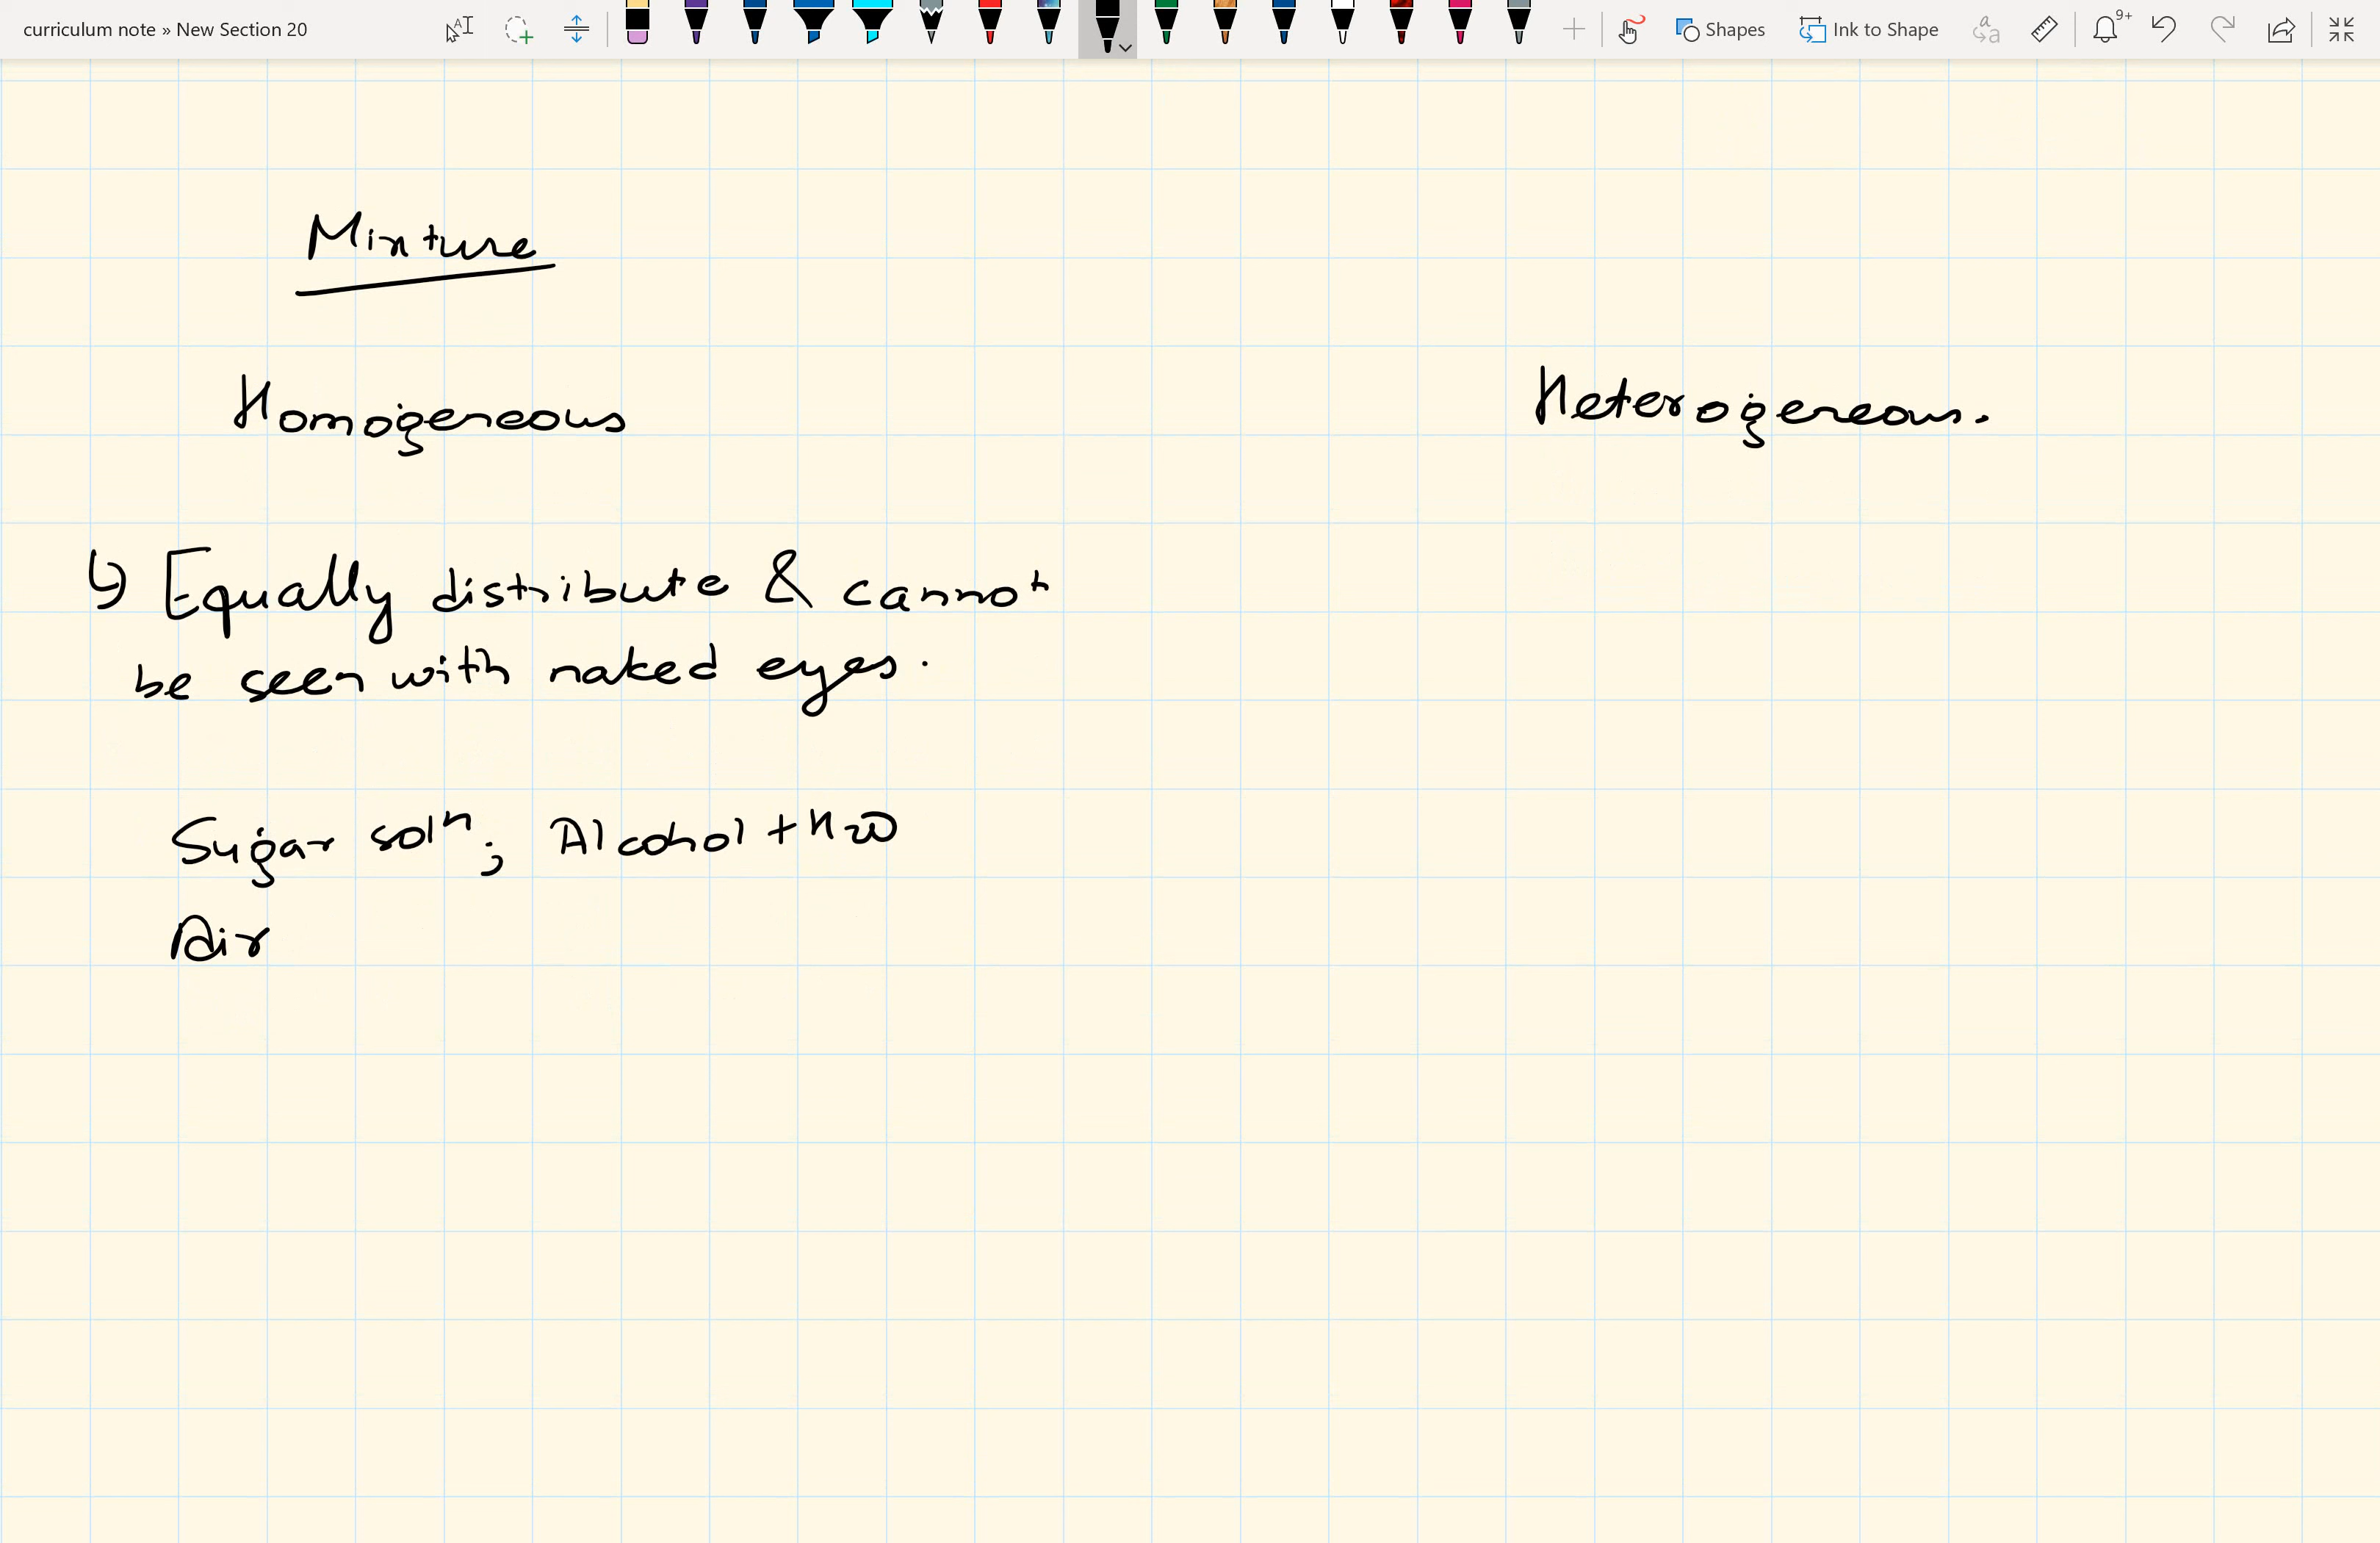 curriculum note » New Section 20
Shapes
Ink to Shape
9+
Mixture
Homogeneous
Heterogeneous.
↳ Equally distribute & cannot
be seen with naked eyes.
Sugar solⁿ; Alcohol + H2O
Air